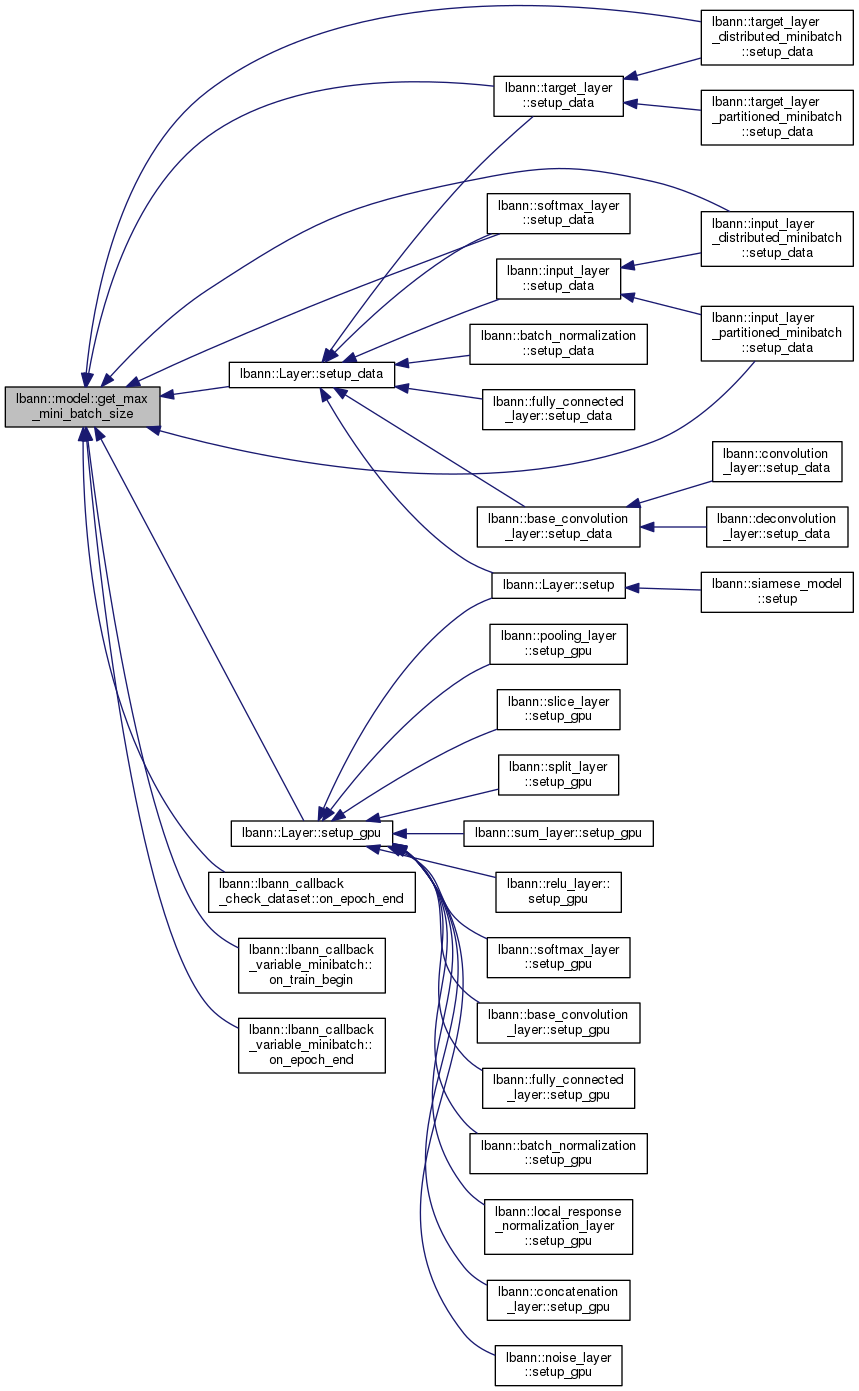 lbann::model::get_max
_mini_batch_size
lbann::Layer::setup_data
lbann::Layer::setup_gpu
lbann::lbann_callback
_check_dataset::on_epoch_end
lbann::lbann_callback
_variable_minibatch::
on_train_begin
lbann::lbann_callback
_variable_minibatch::
on_epoch_end
lbann::target_layer
::setup_data
lbann::softmax_layer
::setup_data
lbann::input_layer
::setup_data
lbann::batch_normalization
::setup_data
lbann::fully_connected
_layer::setup_data
lbann::base_convolution
_layer::setup_data
lbann::Layer::setup
lbann::pooling_layer
::setup_gpu
lbann::slice_layer
::setup_gpu
lbann::split_layer
::setup_gpu
lbann::sum_layer::setup_gpu
lbann::relu_layer::
setup_gpu
lbann::softmax_layer
::setup_gpu
lbann::base_convolution
_layer::setup_gpu
lbann::fully_connected
_layer::setup_gpu
lbann::batch_normalization
::setup_gpu
lbann::local_response
_normalization_layer
::setup_gpu
lbann::concatenation
_layer::setup_gpu
lbann::noise_layer
::setup_gpu
lbann::target_layer
_distributed_minibatch
::setup_data
lbann::target_layer
_partitioned_minibatch
::setup_data
lbann::input_layer
_distributed_minibatch
::setup_data
lbann::input_layer
_partitioned_minibatch
::setup_data
lbann::convolution
_layer::setup_data
lbann::deconvolution
_layer::setup_data
lbann::siamese_model
::setup